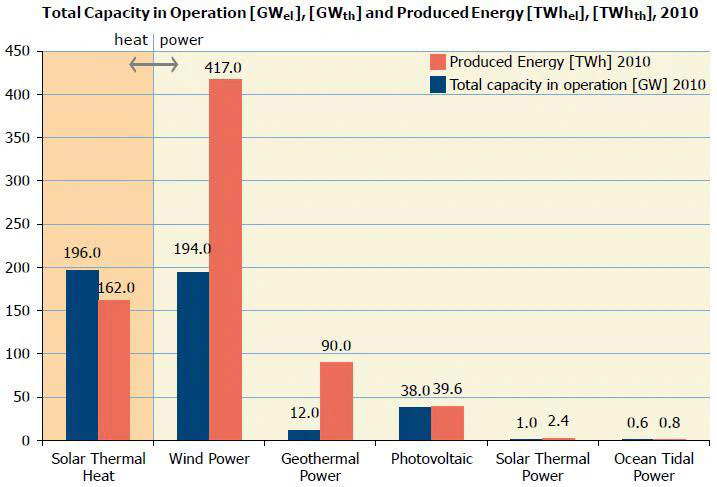 Total Capacity in Operation [GWel], [GWth] and Produced Energy [TWhel], [TWhth], 2010
heat power
Produced Energy [TWh] 2010
Total capacity in operation [GW] 2010
450
400
350
300
250
200
150
100
50
0
196.0
162.0
194.0
417.0
12.0
90.0
38.0
39.6
1.0
2.4
0.6
0.8
Solar Thermal
Heat
Wind Power
Geothermal
Power
Photovoltaic
Solar Thermal
Power
Ocean Tidal
Power